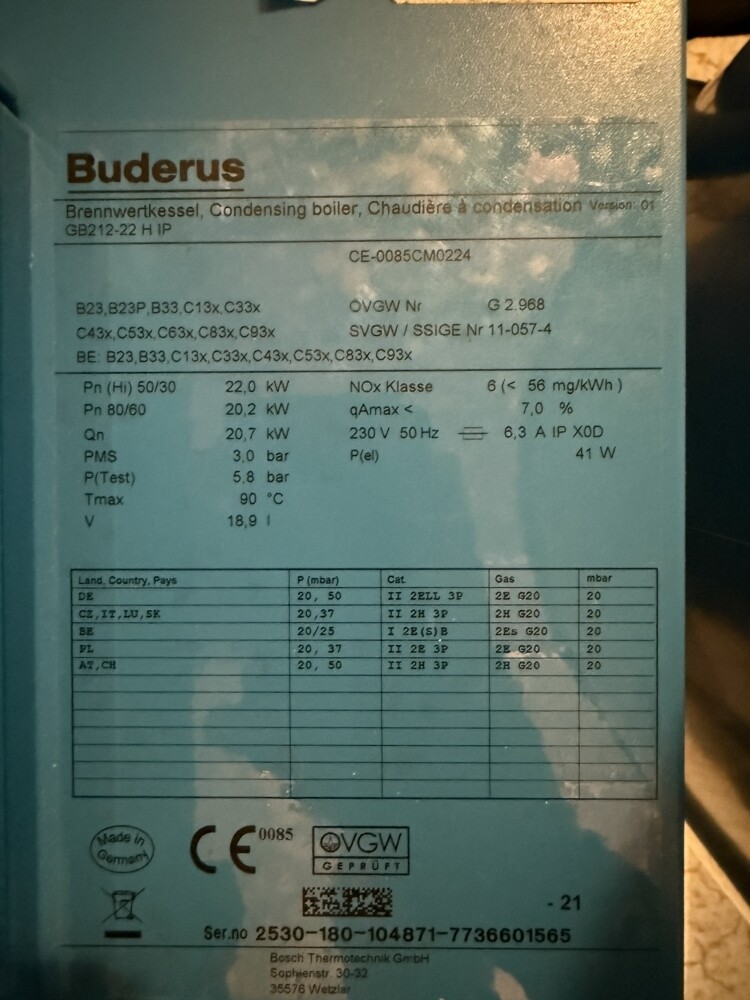 Buderus
Brennwertkessel, Condensing boiler, Chaudière à condensation Version: 01
GB212-22 H IP
CE-0085CM0224
B23,B23P,B33,C13x,C33x ÖVGW Nr G 2.968
C43x,C53x,C63x,C83x,C93x SVGW / SSIGE Nr 11-057-4
BE: B23,B33,C13x,C33x,C43x,C53x,C83x,C93x
Pn (Hi) 50/30 22,0 kW NOx Klasse 6 (< 56 mg/kWh )
Pn 80/60 20,2 kW qAmax < 7,0 %
Qn 20,7 kW 230 V 50 Hz 6,3 A IP X0D
PMS 3,0 bar P(el) 41 W
P(Test) 5,8 bar
Tmax 90 °C
V 18,9 l
Land, Country, Pays P (mbar) Cat. Gas mbar
DE 20, 50 II 2ELL 3P 2E G20 20
CZ,IT,LU,SK 20,37 II 2H 3P 2H G20 20
BE 20/25 I 2E(S)B 2Es G20 20
PL 20, 37 II 2E 3P 2E G20 20
AT,CH 20, 50 II 2H 3P 2H G20 20
Made in Germany
CE 0085
ÖVGW
GEPRÜFT
- 21
Ser.no 2530-180-104871-7736601565
Bosch Thermotechnik GmbH
Sophienstr. 30-32
35576 Wetzlar